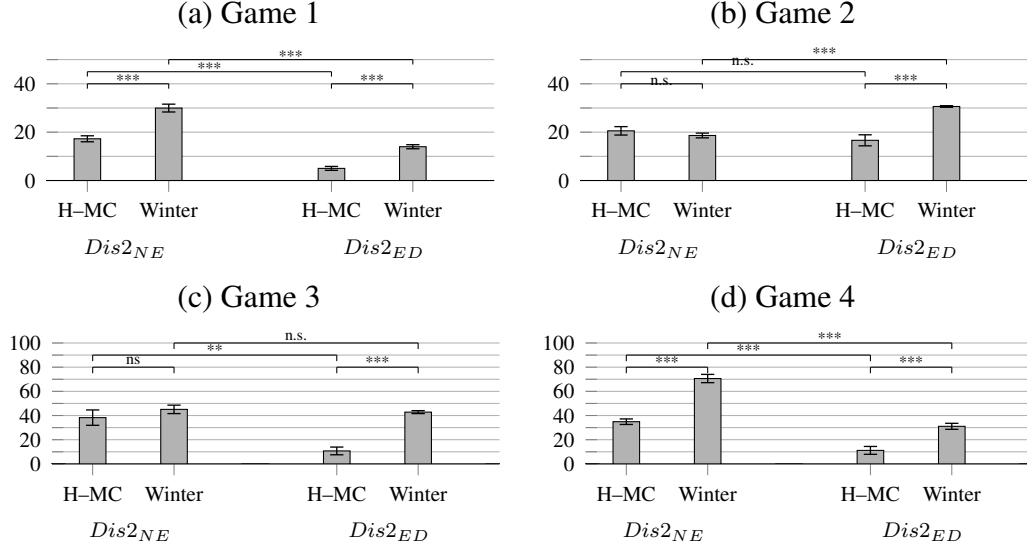 (a) Game 1
(b) Game 2
***
***
***
***
40
20
0
H–MC Winter H–MC Winter
Dis2NE Dis2ED
***
n.s.
n.s.
***
40
20
0
H–MC Winter H–MC Winter
Dis2NE Dis2ED
(c) Game 3
(d) Game 4
n.s.
**
ns
***
100
80
60
40
20
0
H–MC Winter H–MC Winter
Dis2NE Dis2ED
***
***
***
***
100
80
60
40
20
0
H–MC Winter H–MC Winter
Dis2NE Dis2ED